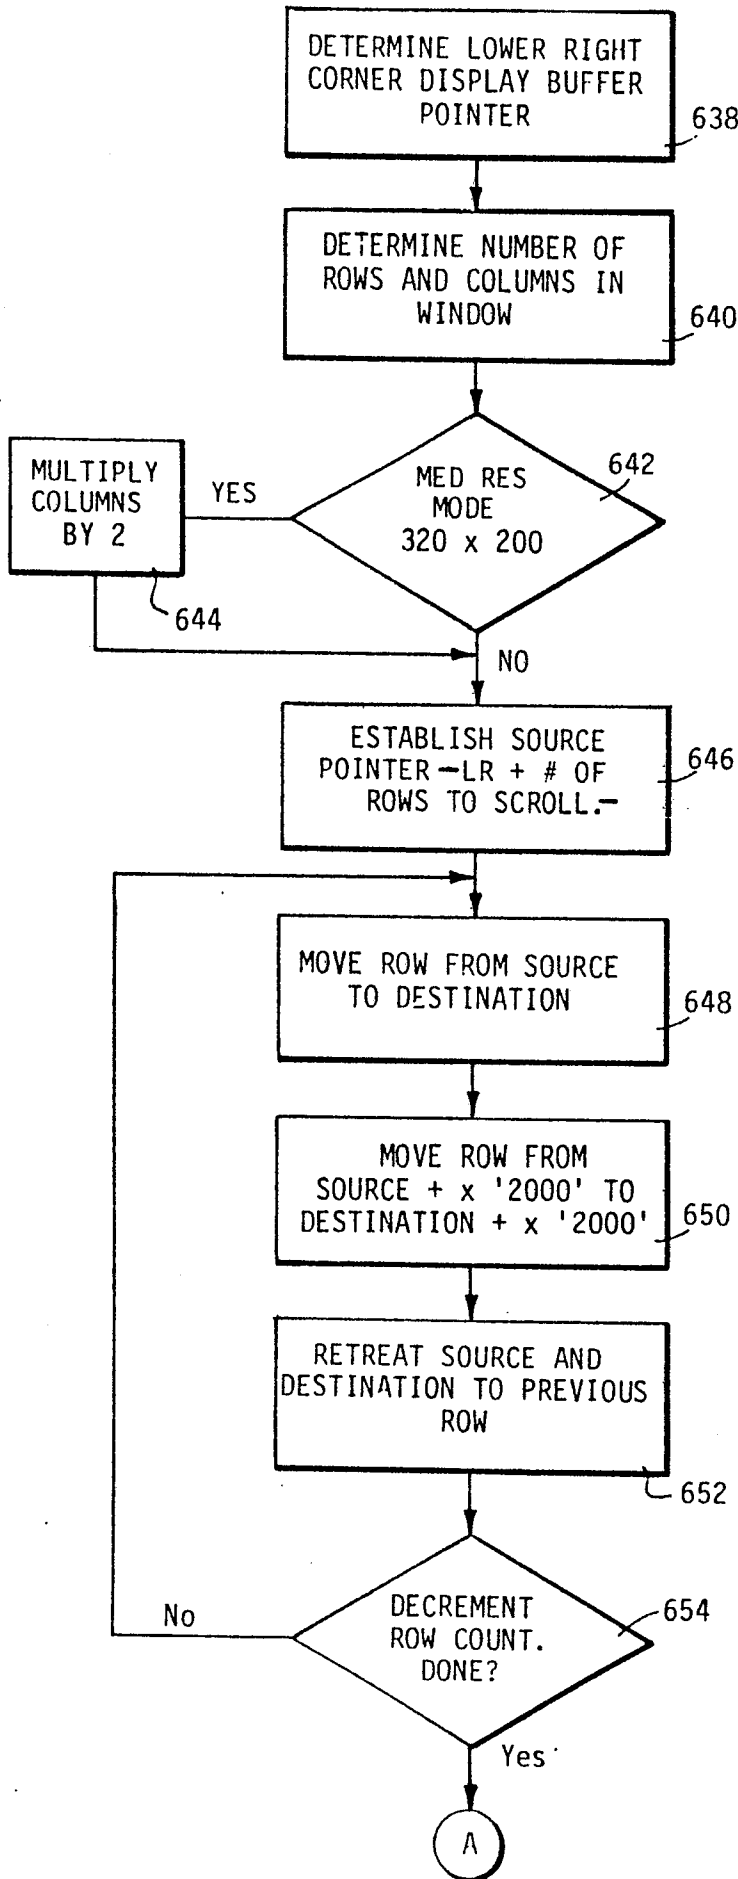 DETERMINE LOWER RIGHT
CORNER DISPLAY BUFFER
POINTER
638
DETERMINE NUMBER OF
ROWS AND COLUMNS IN
WINDOW
640
MED RES
MODE
320 x 200
642
YES
MULTIPLY
COLUMNS
BY 2
644
NO
ESTABLISH SOURCE
POINTER —LR + # OF
ROWS TO SCROLL.—
646
MOVE ROW FROM SOURCE
TO DESTINATION
648
MOVE ROW FROM
SOURCE + x '2000' TO
DESTINATION + x '2000'
650
RETREAT SOURCE AND
DESTINATION TO PREVIOUS
ROW
652
DECREMENT
ROW COUNT.
DONE?
654
No
Yes
A